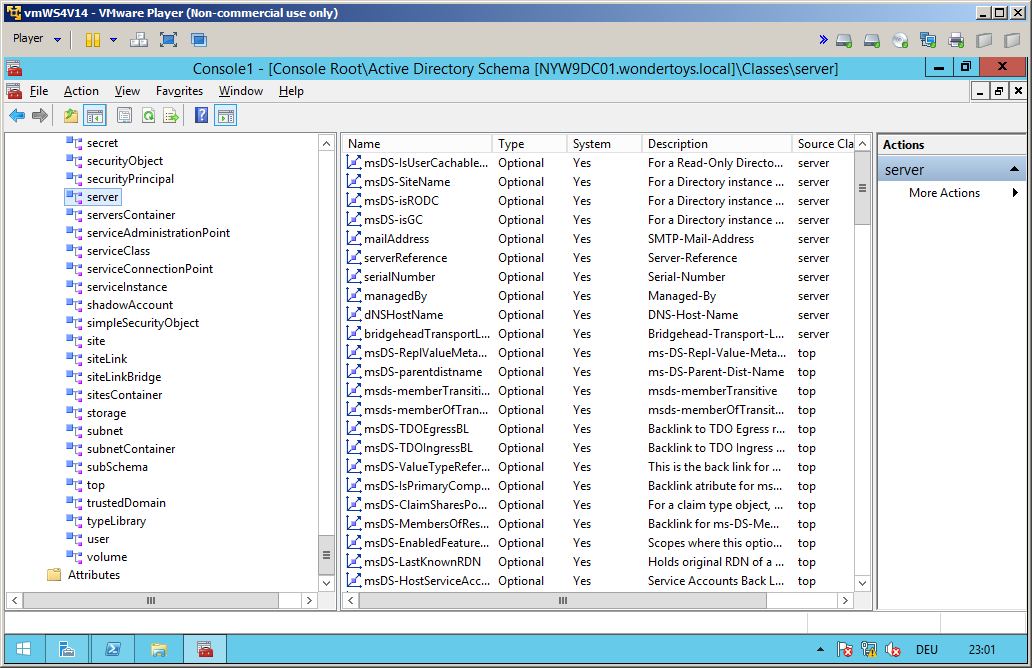 vmWS4V14 - VMware Player (Non-commercial use only)
Player
Console1 - [Console Root\Active Directory Schema [NYW9DC01.wondertoys.local]\Classes\server]
File Action View Favorites Window Help
secret
securityObject
securityPrincipal
server
serversContainer
serviceAdministrationPoint
serviceClass
serviceConnectionPoint
serviceInstance
shadowAccount
simpleSecurityObject
site
siteLink
siteLinkBridge
sitesContainer
storage
subnet
subnetContainer
subSchema
top
trustedDomain
typeLibrary
user
volume
Attributes
Name Type System Description Source Cla
msDS-IsUserCachable... Optional Yes For a Read-Only Directo... server
msDS-SiteName Optional Yes For a Directory instance ... server
msDS-isRODC Optional Yes For a Directory instance ... server
msDS-isGC Optional Yes For a Directory instance ... server
mailAddress Optional Yes SMTP-Mail-Address server
serverReference Optional Yes Server-Reference server
serialNumber Optional Yes Serial-Number server
managedBy Optional Yes Managed-By server
dNSHostName Optional Yes DNS-Host-Name server
bridgeheadTransportL... Optional Yes Bridgehead-Transport-L... server
msDS-ReplValueMeta... Optional Yes ms-DS-Repl-Value-Meta... top
msDS-parentdistname Optional Yes ms-DS-Parent-Dist-Name top
msds-memberTransiti... Optional Yes msds-memberTransitive top
msds-memberOfTran... Optional Yes msds-memberOfTransit... top
msDS-TDOEgressBL Optional Yes Backlink to TDO Egress r... top
msDS-TDOIngressBL Optional Yes Backlink to TDO Ingress ... top
msDS-ValueTypeRefer... Optional Yes This is the back link for ... top
msDS-IsPrimaryComp... Optional Yes Backlink atribute for ms... top
msDS-ClaimSharesPo... Optional Yes For a claim type object, ... top
msDS-MembersOfRes... Optional Yes Backlink for ms-DS-Me... top
msDS-EnabledFeature... Optional Yes Scopes where this optio... top
msDS-LastKnownRDN Optional Yes Holds original RDN of a ... top
msDS-HostServiceAcc... Optional Yes Service Accounts Back L... top
Actions
server
More Actions
DEU 23:01